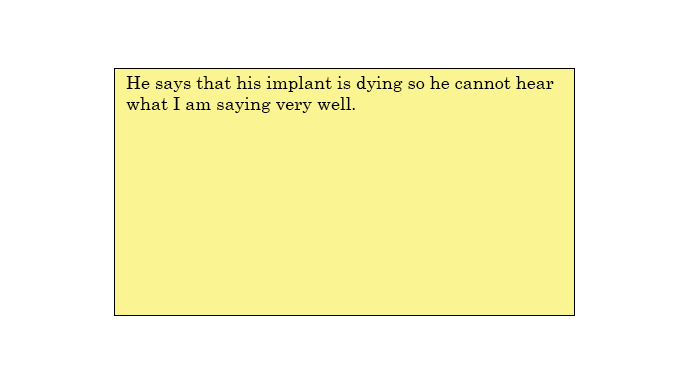 He says that his implant is dying so he cannot hear
what I am saying very well.